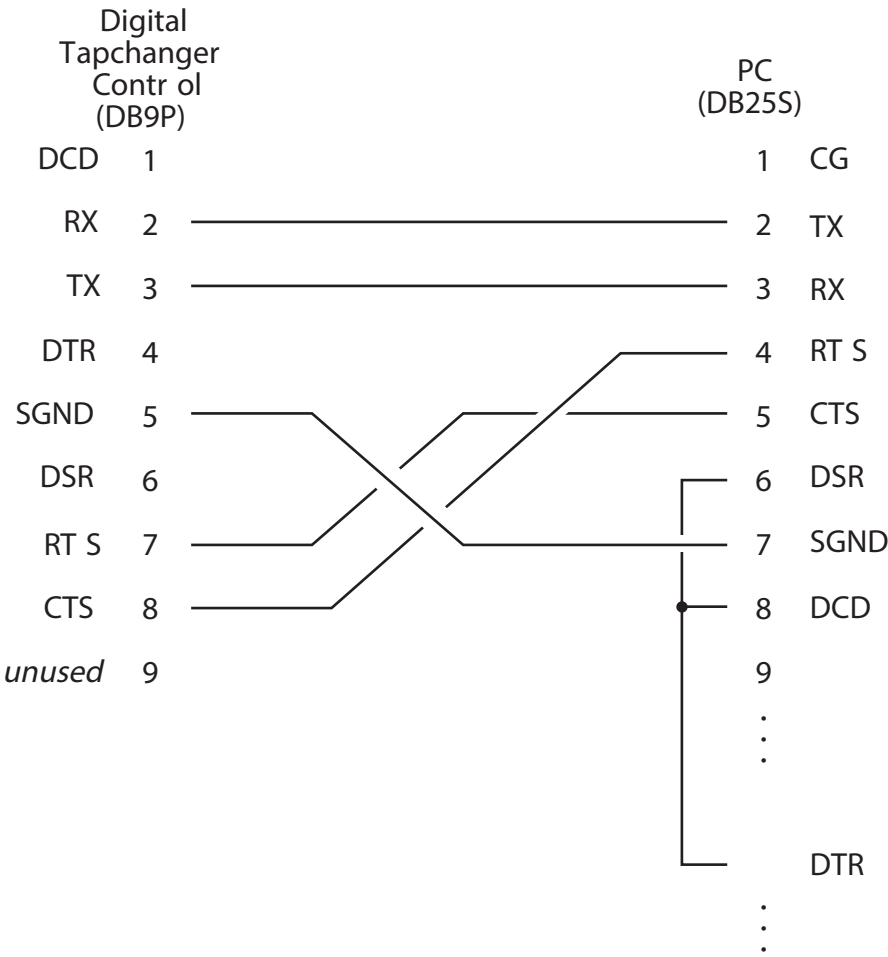 Digital
Tapchanger
Contr ol
(DB9P)
PC
(DB25S)
DCD 1 1 CG
RX 2 2 TX
TX 3 3 RX
DTR 4 4 RT S
SGND 5 5 CTS
DSR 6 6 DSR
RT S 7 7 SGND
CTS 8 8 DCD
unused 9 9
DTR